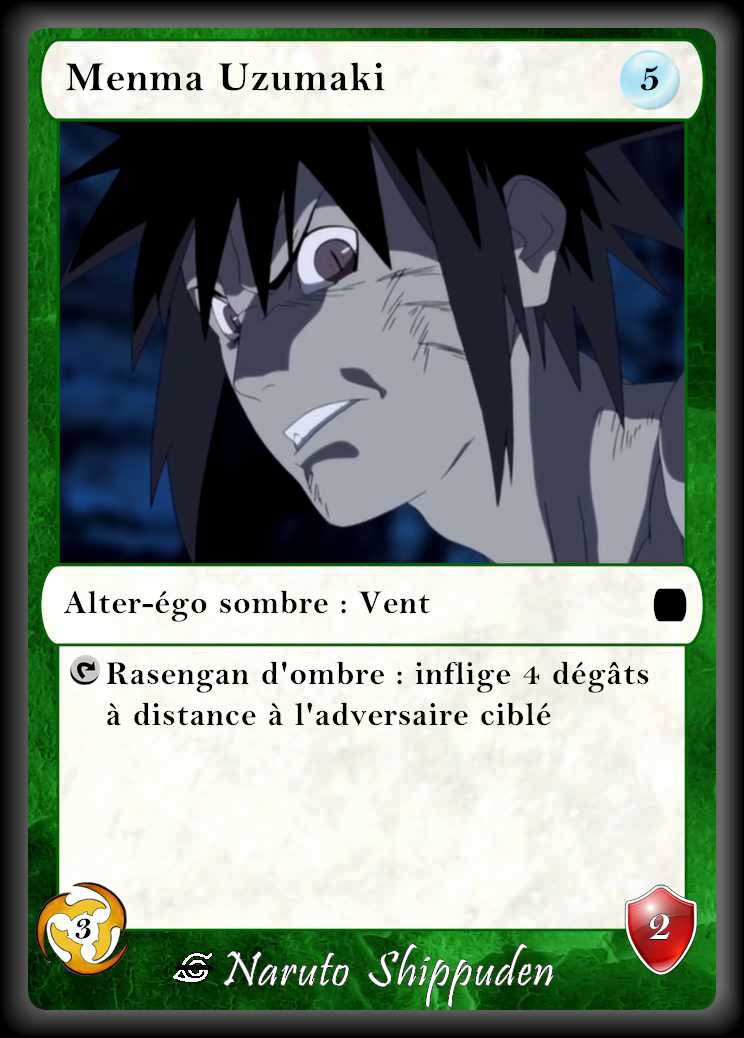 Menma Uzumaki
5
Alter-égo sombre : Vent
Rasengan d'ombre : inflige 4 dégâts
à distance à l'adversaire ciblé
3
2
Naruto Shippuden